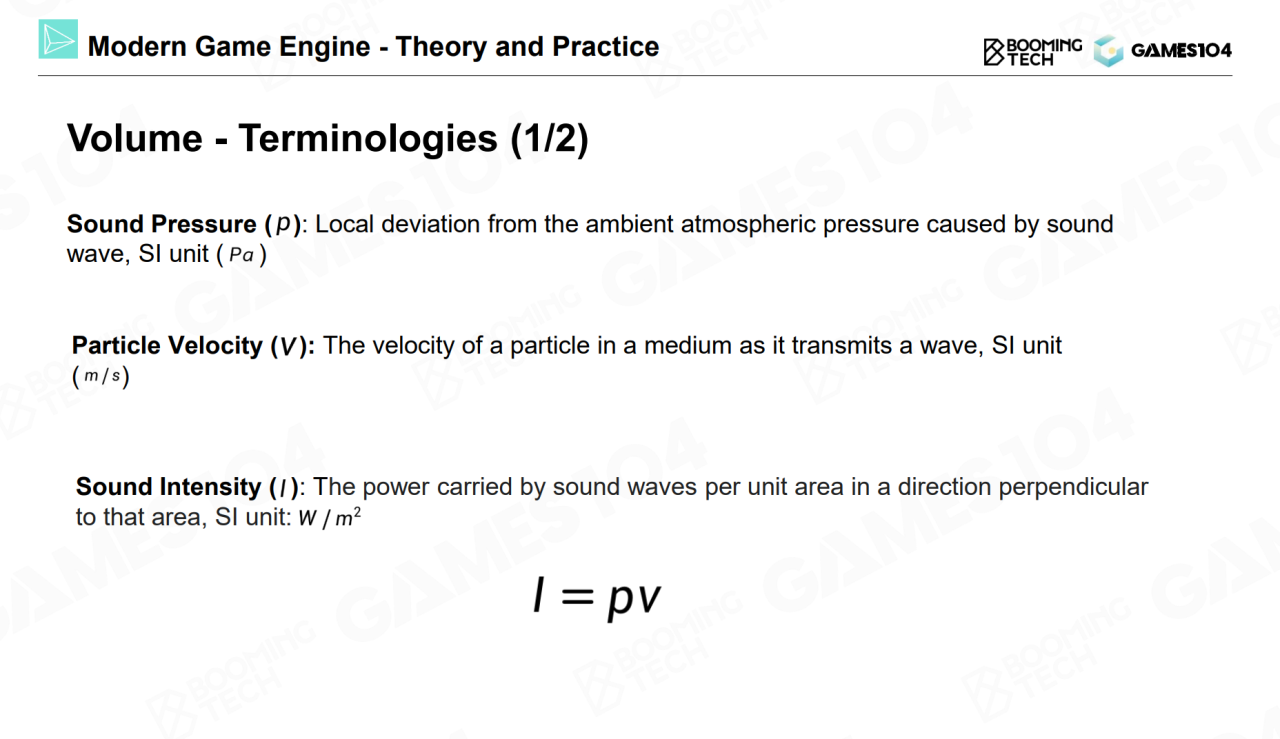 Modern Game Engine - Theory and Practice
BOOMING
TECH
GAMES104
Volume - Terminologies (1/2)
Sound Pressure (p): Local deviation from the ambient atmospheric pressure caused by sound
wave, SI unit ( Pa )
Particle Velocity (V): The velocity of a particle in a medium as it transmits a wave, SI unit
( m / s )
Sound Intensity (I): The power carried by sound waves per unit area in a direction perpendicular
to that area, SI unit: W / m²
I = pv